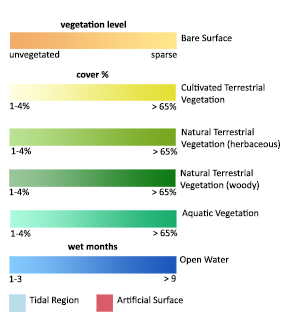 vegetation level
Bare Surface
unvegetated sparse
cover %
Cultivated Terrestrial
Vegetation
1-4% > 65%
Natural Terrestrial
Vegetation (herbaceous)
1-4% > 65%
Natural Terrestrial
Vegetation (woody)
1-4% > 65%
Aquatic Vegetation
1-4% > 65%
wet months
Open Water
1-3 > 9
Tidal Region Artificial Surface